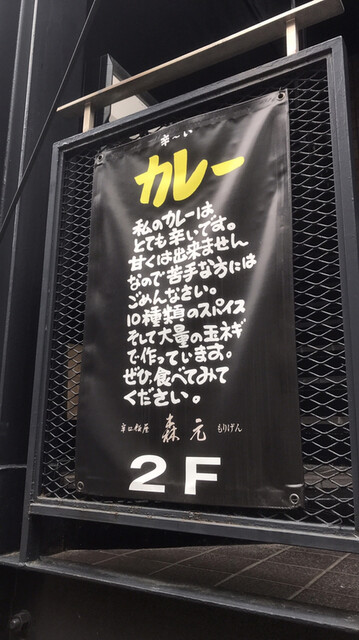 辛〜い
カレー
私のカレーは
とても辛いです。
甘くは出来ません
なので苦手な方には
ごめんなさい。
10種類のスパイス
そして大量の玉ネギ
で作っています。
ぜひ、食べてみて
ください。
森元 もりげん
2F